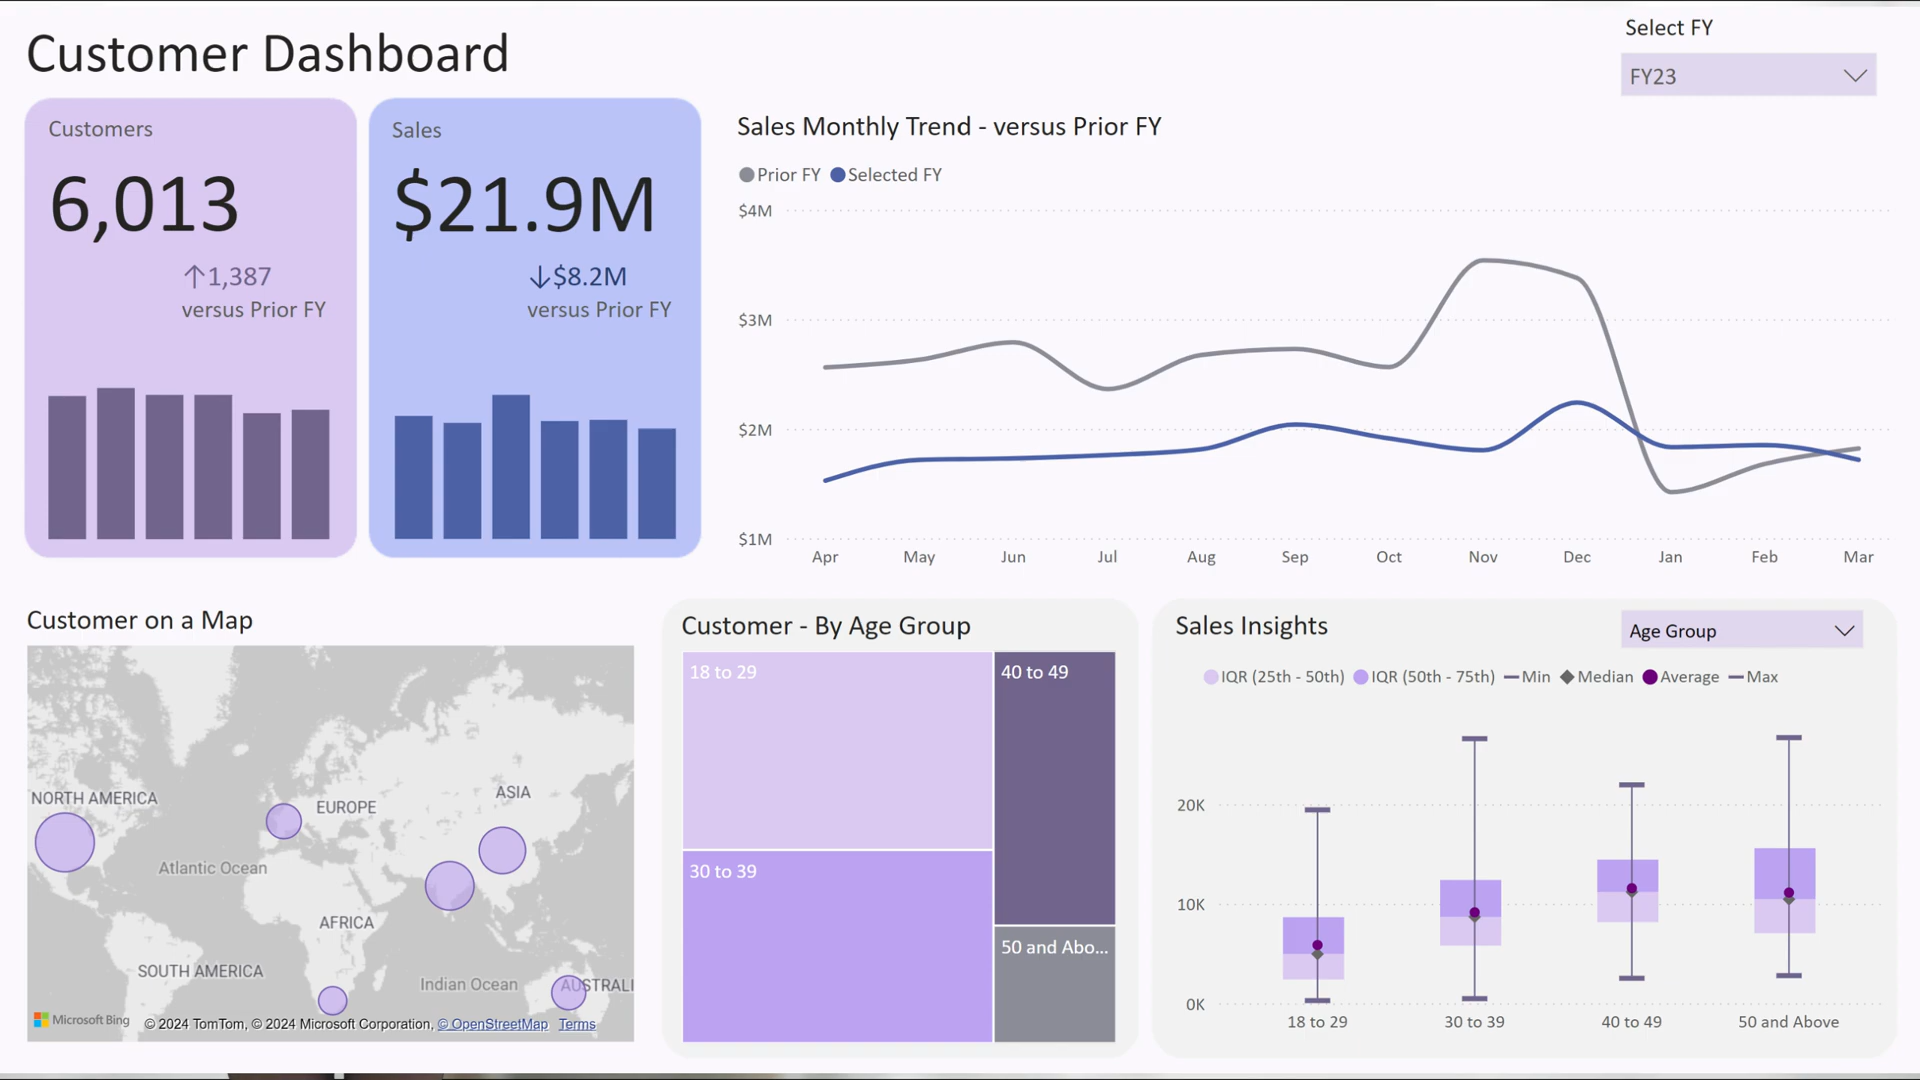 Customer Dashboard
Select FY
FY23
Customers
6,013
↑1,387
versus Prior FY
Sales
$21.9M
↓$8.2M
versus Prior FY
Sales Monthly Trend - versus Prior FY
Prior FY Selected FY
$4M
$3M
$2M
$1M
Apr May Jun Jul Aug Sep Oct Nov Dec Jan Feb Mar
Customer on a Map
NORTH AMERICA
EUROPE
ASIA
Atlantic Ocean
AFRICA
SOUTH AMERICA
Indian Ocean
AUSTRALI
Microsoft Bing
© 2024 TomTom, © 2024 Microsoft Corporation, © OpenStreetMap Terms
Customer - By Age Group
18 to 29
40 to 49
30 to 39
50 and Abo...
Sales Insights
Age Group
IQR (25th - 50th) IQR (50th - 75th) Min Median Average Max
20K
10K
0K
18 to 29 30 to 39 40 to 49 50 and Above